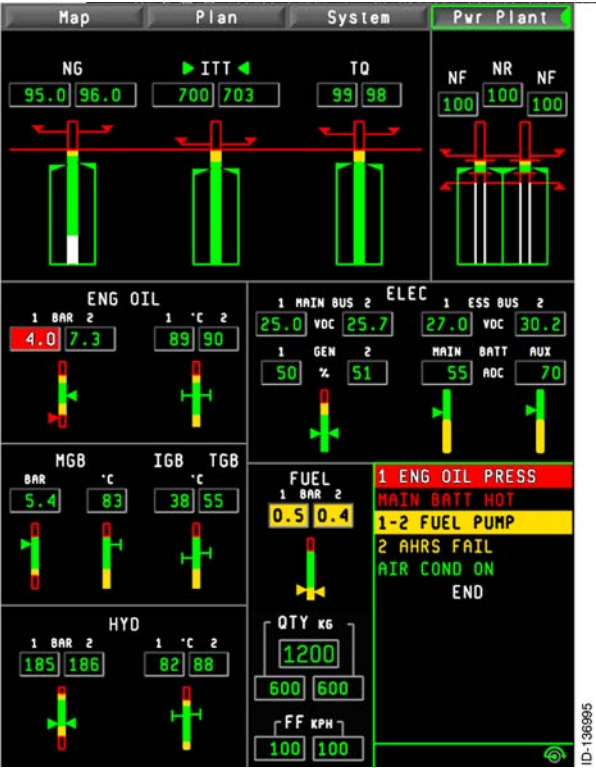 Map Plan System Pwr Plant
NG ITT TQ NF NR NF
95.0 96.0 700 703 99 98 100 100 100
ENG OIL
1 BAR 2 1 °C 2
4.0 7.3 89 90
ELEC
1 MAIN BUS 2 1 ESS BUS 2
25.0 VDC 25.7 27.0 VDC 30.2
1 GEN 2 MAIN BATT AUX
50 % 51 55 ADC 70
MGB IGB TGB
BAR °C °C
5.4 83 38 55
FUEL
1 BAR 2
0.5 0.4
1 ENG OIL PRESS
MAIN BATT HOT
1-2 FUEL PUMP
2 AHRS FAIL
AIR COND ON
END
HYD
1 BAR 2 1 °C 2
185 186 82 88
QTY KG
1200
600 600
FF KPH
100 100
ID-136995